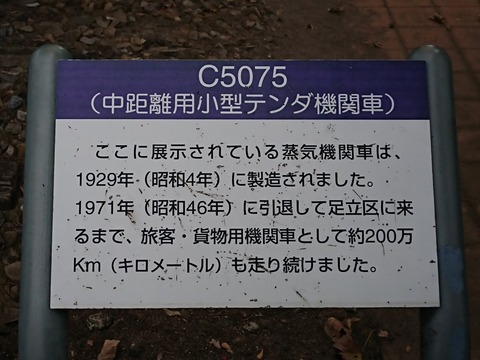 C5075
（中距離用小型テンダ機関車）
ここに展示されている蒸気機関車は、
1929年（昭和4年）に製造されました。
1971年（昭和46年）に引退して足立区に来
るまで、旅客・貨物用機関車として約200万
Km（キロメートル）も走り続けました。